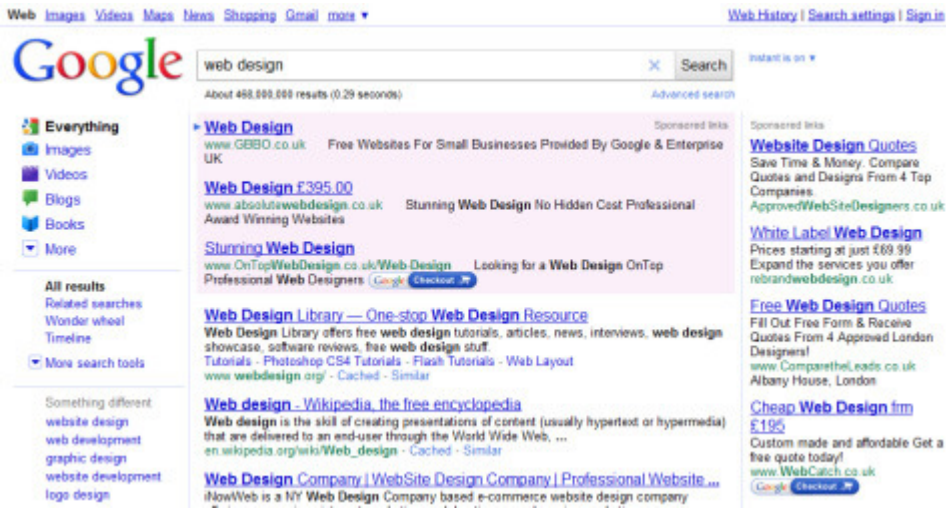 Web Images Videos Maps News Shopping Gmail more ▼
Web History | Search settings | Sign in
Google
web design
Search
Instant is on ▼
About 468,000,000 results (0.29 seconds)
Advanced search
Everything
Images
Videos
Blogs
Books
More
All results
Related searches
Wonder wheel
Timeline
More search tools
Something different
website design
web development
graphic design
website development
logo design
Web Design
Sponsored links
www.GBBO.co.uk Free Websites For Small Businesses Provided By Google & Enterprise
UK
Web Design £395.00
www.absolutewebdesign.co.uk Stunning Web Design No Hidden Cost Professional
Award Winning Websites
Stunning Web Design
www.OnTopWebDesign.co.uk/Web-Design Looking for a Web Design OnTop
Professional Web Designers Google Checkout
Web Design Library — One-stop Web Design Resource
Web Design Library offers free web design tutorials, articles, news, interviews, web design
showcase, software reviews, free web design stuff.
Tutorials - Photoshop CS4 Tutorials - Flash Tutorials - Web Layout
www.webdesign.org/ - Cached - Similar
Web design - Wikipedia, the free encyclopedia
Web design is the skill of creating presentations of content (usually hypertext or hypermedia)
that are delivered to an end-user through the World Wide Web, ...
en.wikipedia.org/wiki/Web_design - Cached - Similar
Web Design Company | WebSite Design Company | Professional Website ...
iNowWeb is a NY Web Design Company based e-commerce website design company
Sponsored links
Website Design Quotes
Save Time & Money. Compare
Quotes and Designs From 4 Top
Companies.
ApprovedWebSiteDesigners.co.uk
White Label Web Design
Prices starting at just £69.99
Expand the services you offer
rebrandwebdesign.co.uk
Free Web Design Quotes
Fill Out Free Form & Receive
Quotes From 4 Approved London
Designers!
www.ComparetheLeads.co.uk
Albany House, London
Cheap Web Design frm
£195
Custom made and affordable Get a
free quote today!
www.WebCatch.co.uk
Google Checkout